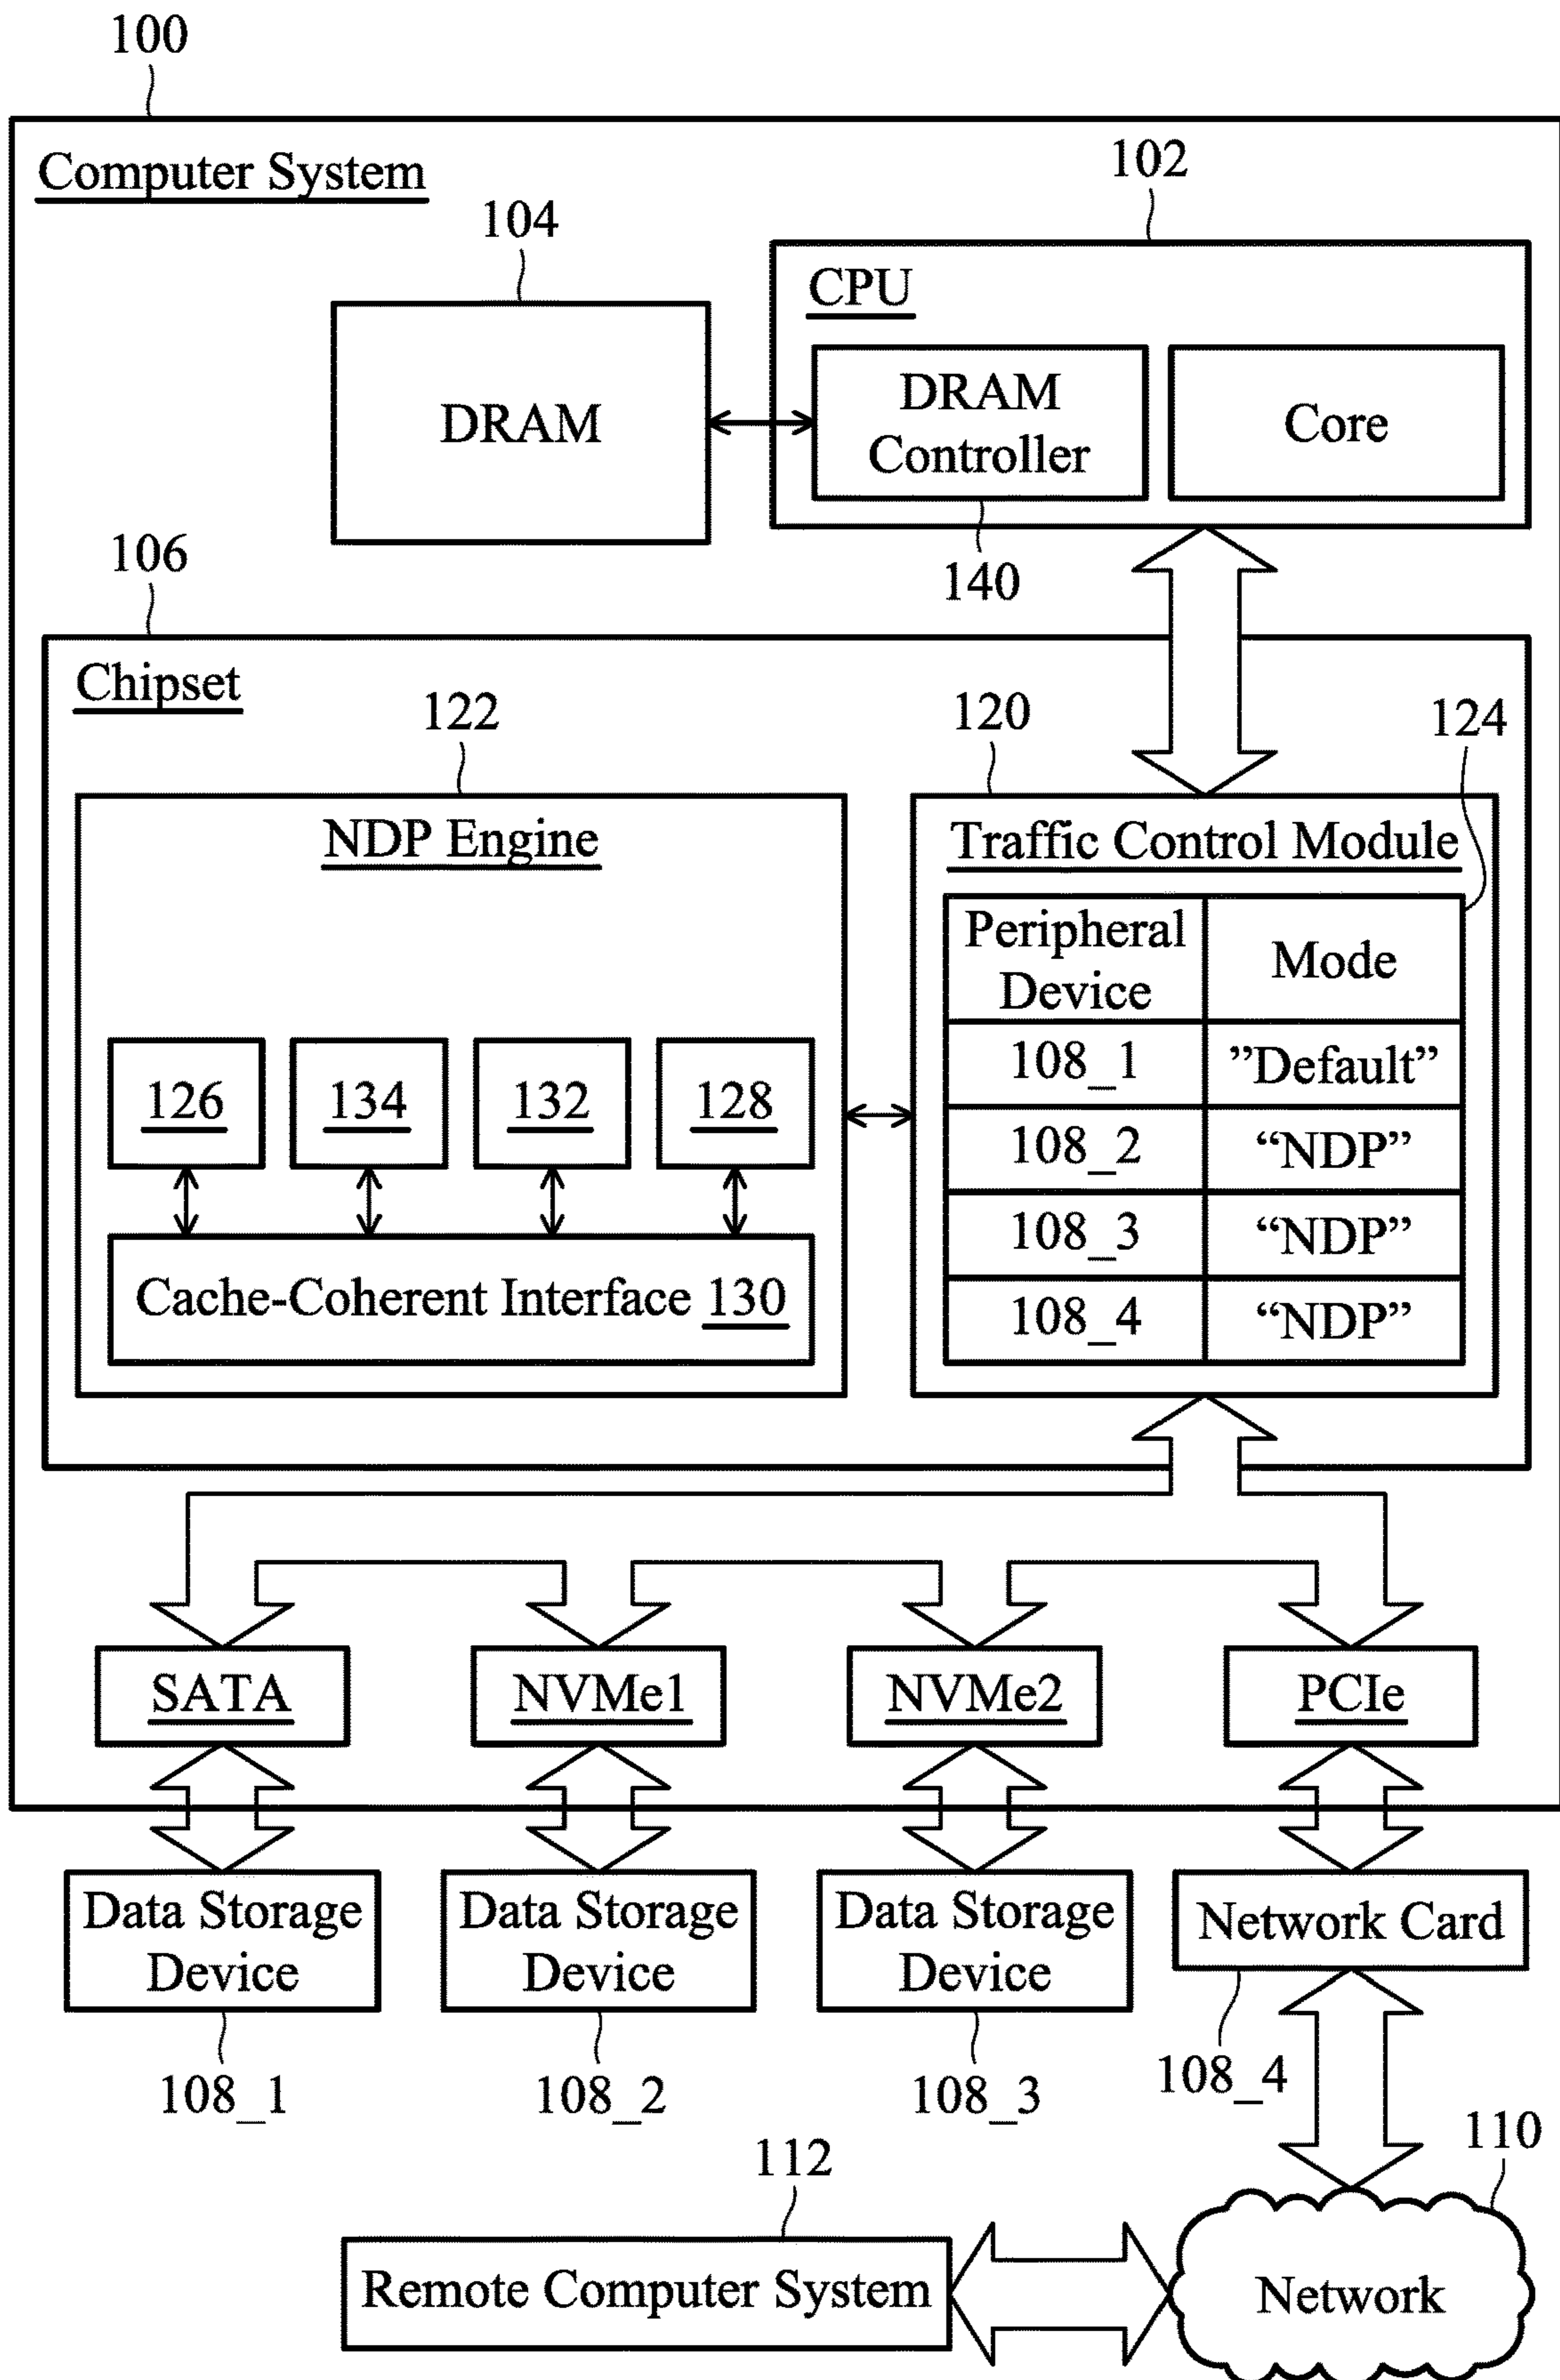 100
Computer System
102
104
CPU
DRAM
DRAM
Controller
Core
140
106
Chipset
122
120
124
NDP Engine
Traffic Control Module
Peripheral
Device
Mode
108_1
”Default”
108_2
“NDP”
108_3
“NDP”
108_4
“NDP”
126
134
132
128
Cache-Coherent Interface 130
SATA
NVMe1
NVMe2
PCIe
Data Storage
Device
Data Storage
Device
Data Storage
Device
Network Card
108_1
108_2
108_3
108_4
110
112
Remote Computer System
Network